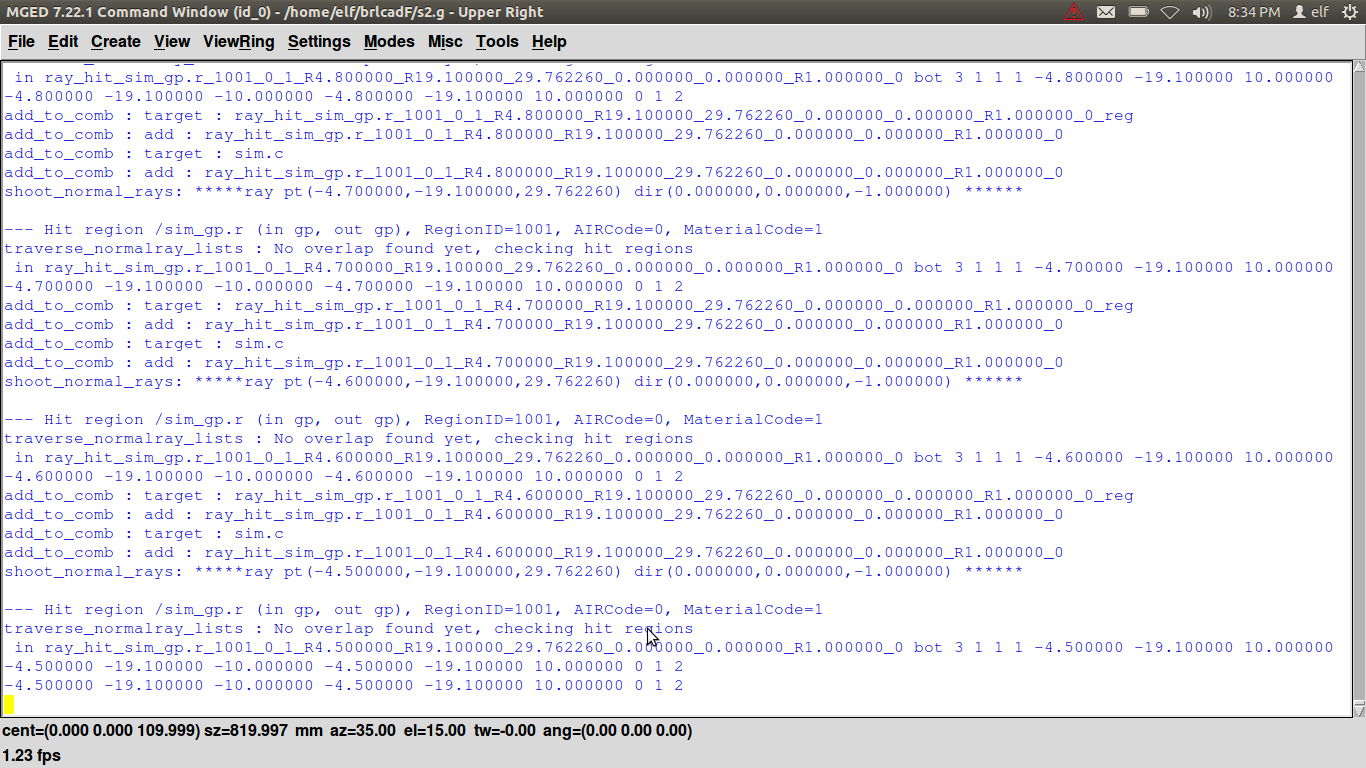 MGED 7.22.1 Command Window (id_0) - /home/elf/brlcadF/s2.g - Upper Right
8:34 PM
elf
File Edit Create View ViewRing Settings Modes Misc Tools Help
in ray_hit_sim_gp.r_1001_0_1_R4.800000_R19.100000_29.762260_0.000000_0.000000_R1.000000_0 bot 3 1 1 1 -4.800000 -19.100000 10.000000
-4.800000 -19.100000 -10.000000 -4.800000 -19.100000 10.000000 0 1 2
add_to_comb : target : ray_hit_sim_gp.r_1001_0_1_R4.800000_R19.100000_29.762260_0.000000_0.000000_R1.000000_0_reg
add_to_comb : add : ray_hit_sim_gp.r_1001_0_1_R4.800000_R19.100000_29.762260_0.000000_0.000000_R1.000000_0
add_to_comb : target : sim.c
add_to_comb : add : ray_hit_sim_gp.r_1001_0_1_R4.800000_R19.100000_29.762260_0.000000_0.000000_R1.000000_0
shoot_normal_rays: *****ray pt(-4.700000,-19.100000,29.762260) dir(0.000000,0.000000,-1.000000) ******
--- Hit region /sim_gp.r (in gp, out gp), RegionID=1001, AIRCode=0, MaterialCode=1
traverse_normalray_lists : No overlap found yet, checking hit regions
in ray_hit_sim_gp.r_1001_0_1_R4.700000_R19.100000_29.762260_0.000000_0.000000_R1.000000_0 bot 3 1 1 1 -4.700000 -19.100000 10.000000
-4.700000 -19.100000 -10.000000 -4.700000 -19.100000 10.000000 0 1 2
add_to_comb : target : ray_hit_sim_gp.r_1001_0_1_R4.700000_R19.100000_29.762260_0.000000_0.000000_R1.000000_0_reg
add_to_comb : add : ray_hit_sim_gp.r_1001_0_1_R4.700000_R19.100000_29.762260_0.000000_0.000000_R1.000000_0
add_to_comb : target : sim.c
add_to_comb : add : ray_hit_sim_gp.r_1001_0_1_R4.700000_R19.100000_29.762260_0.000000_0.000000_R1.000000_0
shoot_normal_rays: *****ray pt(-4.600000,-19.100000,29.762260) dir(0.000000,0.000000,-1.000000) ******
--- Hit region /sim_gp.r (in gp, out gp), RegionID=1001, AIRCode=0, MaterialCode=1
traverse_normalray_lists : No overlap found yet, checking hit regions
in ray_hit_sim_gp.r_1001_0_1_R4.600000_R19.100000_29.762260_0.000000_0.000000_R1.000000_0 bot 3 1 1 1 -4.600000 -19.100000 10.000000
-4.600000 -19.100000 -10.000000 -4.600000 -19.100000 10.000000 0 1 2
add_to_comb : target : ray_hit_sim_gp.r_1001_0_1_R4.600000_R19.100000_29.762260_0.000000_0.000000_R1.000000_0_reg
add_to_comb : add : ray_hit_sim_gp.r_1001_0_1_R4.600000_R19.100000_29.762260_0.000000_0.000000_R1.000000_0
add_to_comb : target : sim.c
add_to_comb : add : ray_hit_sim_gp.r_1001_0_1_R4.600000_R19.100000_29.762260_0.000000_0.000000_R1.000000_0
shoot_normal_rays: *****ray pt(-4.500000,-19.100000,29.762260) dir(0.000000,0.000000,-1.000000) ******
--- Hit region /sim_gp.r (in gp, out gp), RegionID=1001, AIRCode=0, MaterialCode=1
traverse_normalray_lists : No overlap found yet, checking hit regions
in ray_hit_sim_gp.r_1001_0_1_R4.500000_R19.100000_29.762260_0.000000_0.000000_R1.000000_0 bot 3 1 1 1 -4.500000 -19.100000 10.000000
-4.500000 -19.100000 -10.000000 -4.500000 -19.100000 10.000000 0 1 2
-4.500000 -19.100000 -10.000000 -4.500000 -19.100000 10.000000 0 1 2
cent=(0.000 0.000 109.999) sz=819.997 mm az=35.00 el=15.00 tw=-0.00 ang=(0.00 0.00 0.00)
1.23 fps